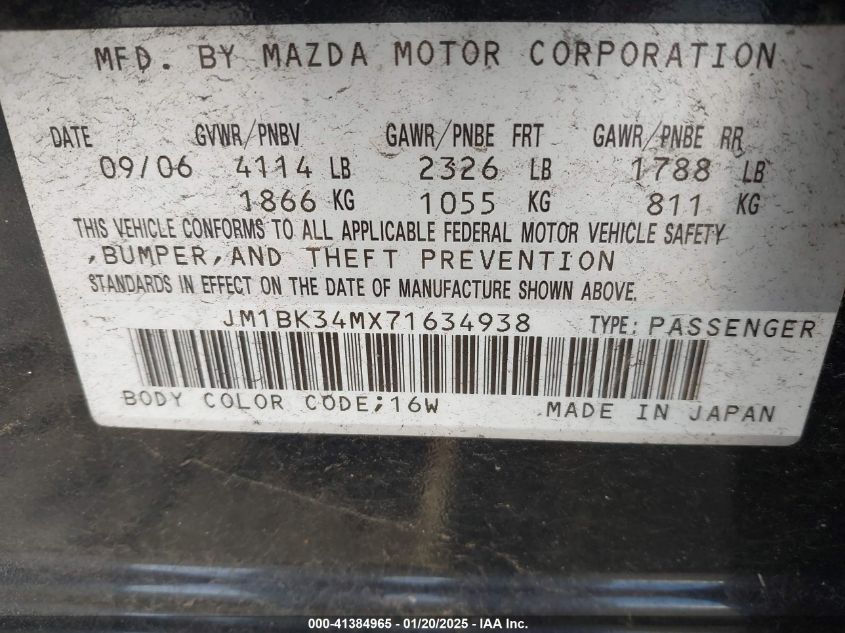 MFD. BY MAZDA MOTOR CORPORATION
DATE GVWR/PNBV GAWR/PNBE FRT GAWR/PNBE RR
09/06 4114 LB 2326 LB 1788 LB
1866 KG 1055 KG 811 KG
THIS VEHICLE CONFORMS TO ALL APPLICABLE FEDERAL MOTOR VEHICLE SAFETY
,BUMPER,AND THEFT PREVENTION
STANDARDS IN EFFECT ON THE DATE OF MANUFACTURE SHOWN ABOVE.
JM1BK34MX71634938 TYPE: PASSENGER
BODY COLOR CODE;16W MADE IN JAPAN
000-41384965 - 01/20/2025 - IAA Inc.